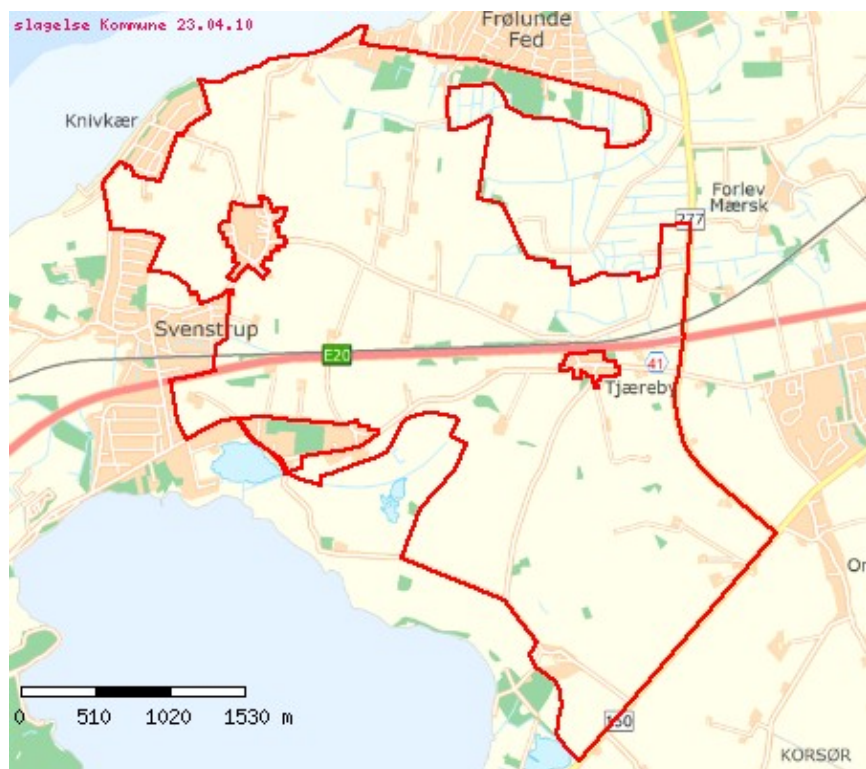 slagelse Kommune 23.04.10
Frølunde
Fed
Knivkær
Forlev
Mærsk
277
Svenstrup
E20
41
Tjæreby
0 510 1020 1530 m
150
KORSØR